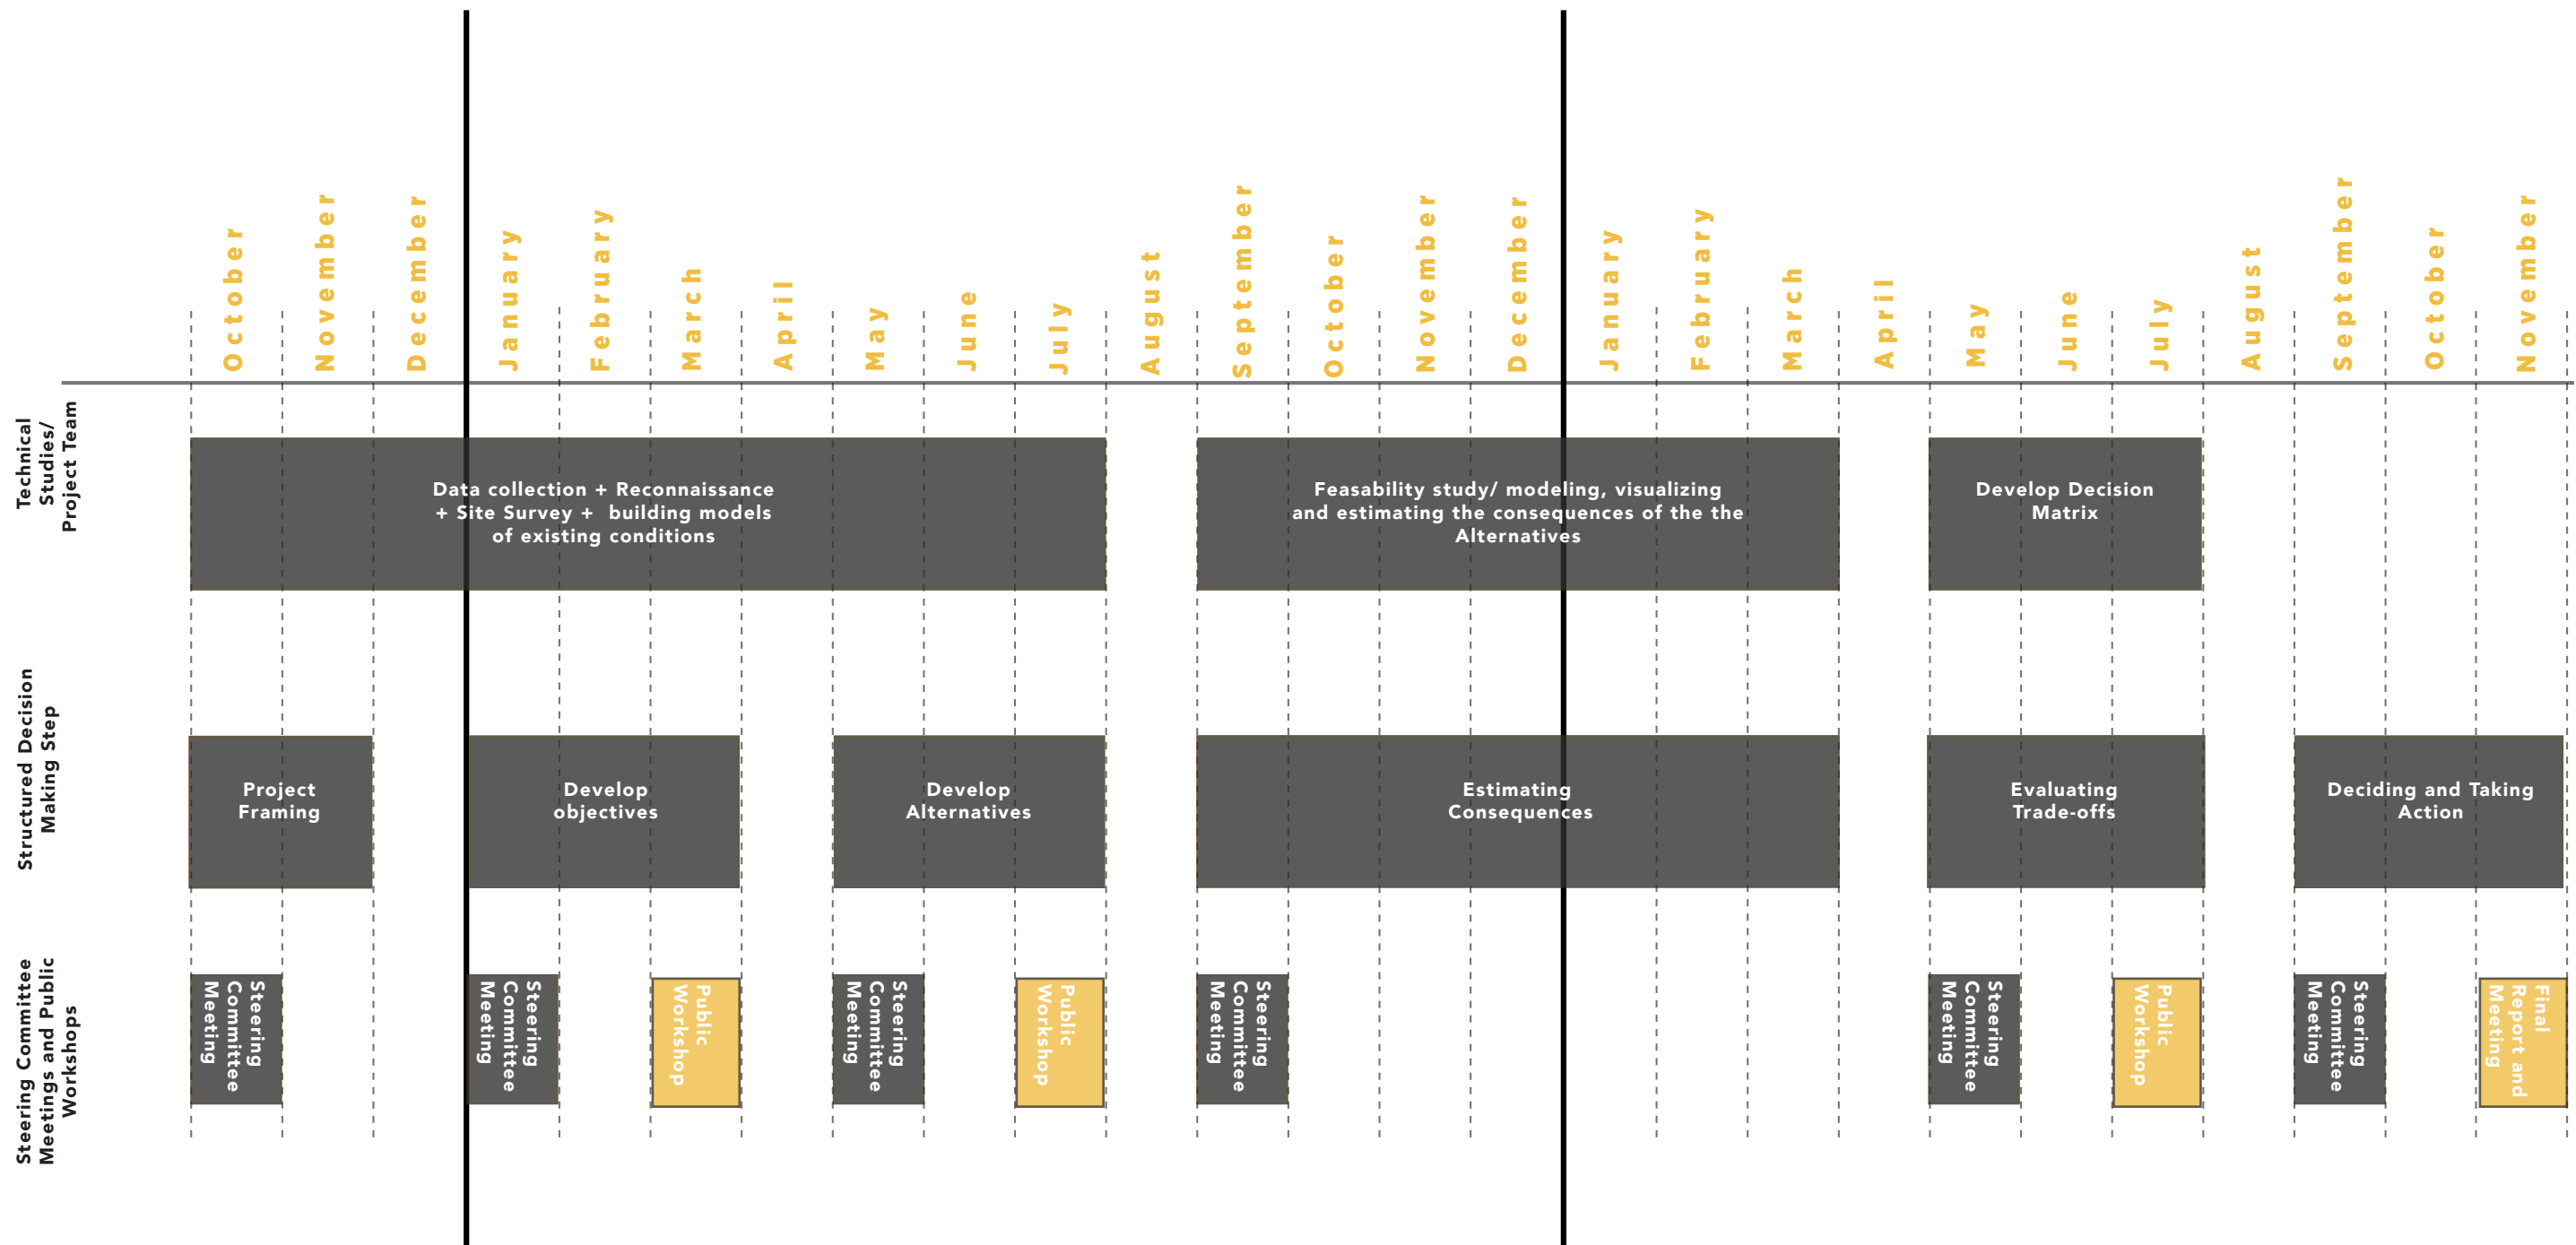 October
November
December
January
February
March
April
May
June
July
August
September
October
November
December
January
February
March
April
May
June
July
August
September
October
November
Technical
Studies/
Project Team
Data collection + Reconnaissance
+ Site Survey + building models
of existing conditions
Feasability study/ modeling, visualizing
and estimating the consequences of the the
Alternatives
Develop Decision
Matrix
Structured Decision
Making Step
Project
Framing
Develop
objectives
Develop
Alternatives
Estimating
Consequences
Evaluating
Trade-offs
Deciding and Taking
Action
Steering Committee
Meetings and Public
Workshops
Steering
Committee
Meeting
Steering
Committee
Meeting
Public
Workshop
Steering
Committee
Meeting
Public
Workshop
Steering
Committee
Meeting
Steering
Committee
Meeting
Public
Workshop
Steering
Committee
Meeting
Final
Report and
Meeting